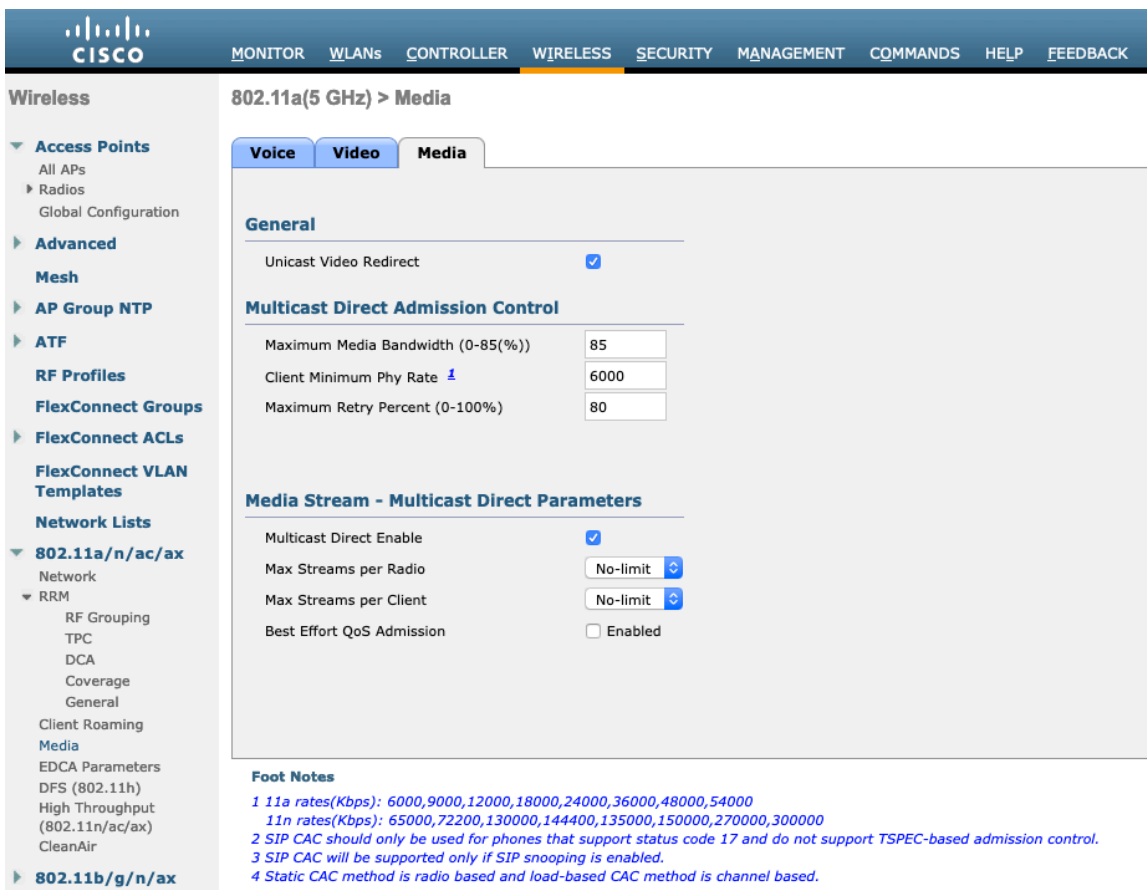 CISCO
MONITOR WLANs CONTROLLER WIRELESS SECURITY MANAGEMENT COMMANDS HELP FEEDBACK
Wireless
Access Points
All APs
Radios
Global Configuration
Advanced
Mesh
AP Group NTP
ATF
RF Profiles
FlexConnect Groups
FlexConnect ACLs
FlexConnect VLAN
Templates
Network Lists
802.11a/n/ac/ax
Network
RRM
RF Grouping
TPC
DCA
Coverage
General
Client Roaming
Media
EDCA Parameters
DFS (802.11h)
High Throughput
(802.11n/ac/ax)
CleanAir
802.11b/g/n/ax
802.11a(5 GHz) > Media
Voice Video Media
General
Unicast Video Redirect
Multicast Direct Admission Control
Maximum Media Bandwidth (0-85(%)) 85
Client Minimum Phy Rate 1 6000
Maximum Retry Percent (0-100%) 80
Media Stream - Multicast Direct Parameters
Multicast Direct Enable
Max Streams per Radio No-limit
Max Streams per Client No-limit
Best Effort QoS Admission Enabled
Foot Notes
1 11a rates(Kbps): 6000,9000,12000,18000,24000,36000,48000,54000
11n rates(Kbps): 65000,72200,130000,144400,135000,150000,270000,300000
2 SIP CAC should only be used for phones that support status code 17 and do not support TSPEC-based admission control.
3 SIP CAC will be supported only if SIP snooping is enabled.
4 Static CAC method is radio based and load-based CAC method is channel based.